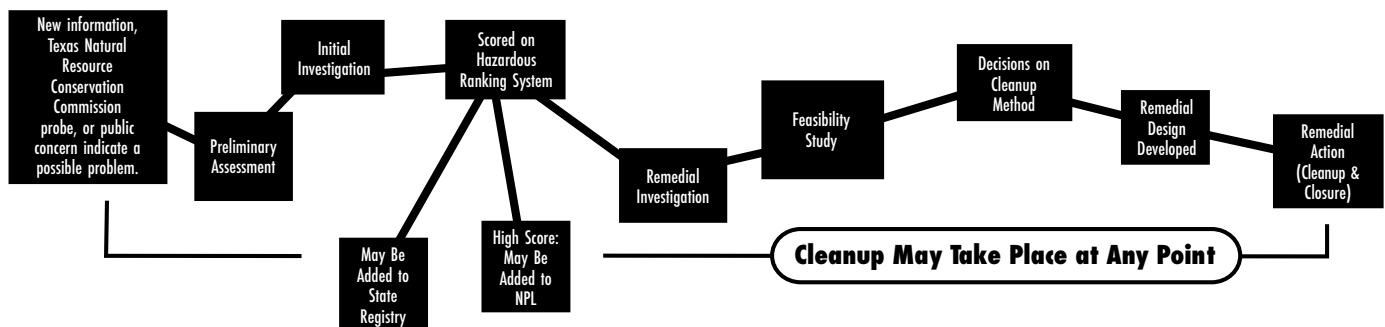 New information,
Texas Natural
Resource
Conservation
Commission
probe, or public
concern indicate a
possible problem.
Preliminary
Assessment
Initial
Investigation
Scored on
Hazardous
Ranking System
May Be
Added to
State
Registry
High Score:
May Be
Added to
NPL
Remedial
Investigation
Feasibility
Study
Decisions on
Cleanup
Method
Remedial
Design
Developed
Remedial
Action
(Cleanup &
Closure)
Cleanup May Take Place at Any Point